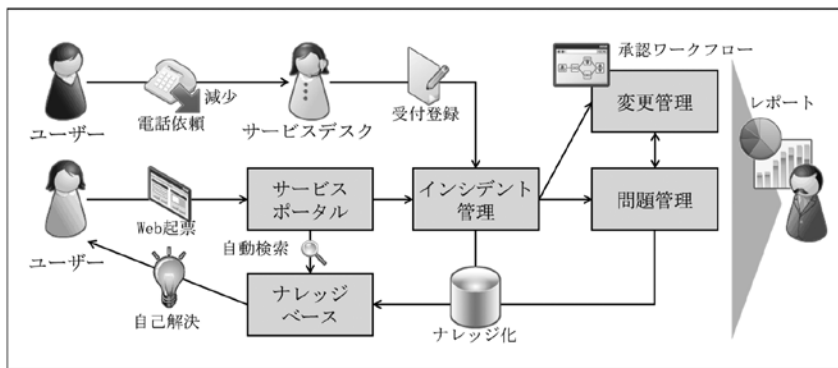 承認ワークフロー
減少
変更管理
レポート
ユーザー
電話依頼
サービスデスク
受付登録
サービス
ポータル
インシデント
管理
問題管理
Web起票
ユーザー
自動検索
ナレッジ
ベース
自己解決
ナレッジ化